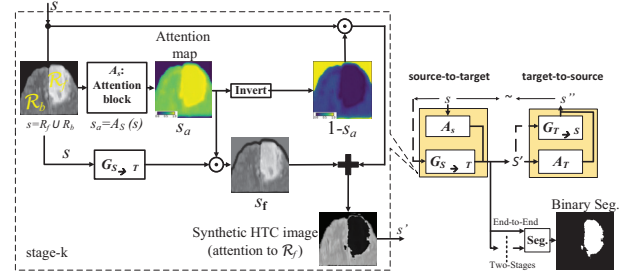 s
Attention
map
R_f
R_b
A_s:
Attention
block
Invert
s=R_f ∪ R_b
s_a=A_S(s)
s_a
1-s_a
source-to-target
target-to-source
s
~
s''
A_s
G_T→S
G_S→T
S'
A_T
s
G_S→T
s_f
Binary Seg.
End-to-End
Seg.
Two-Stages
Synthetic HTC image
(attention to R_f)
s'
stage-k